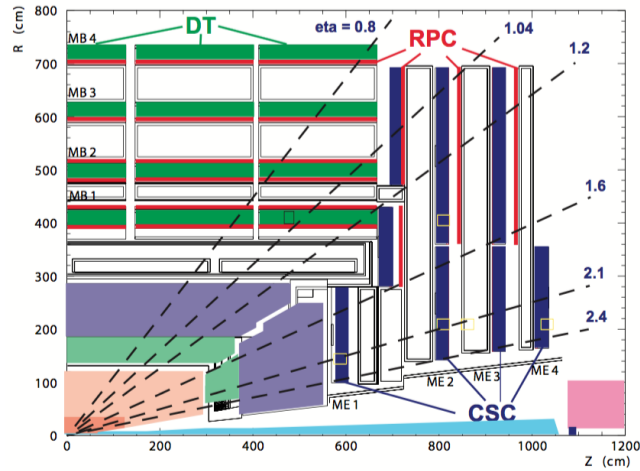 R (cm)
800
700
600
500
400
300
200
100
0
MB 4
MB 3
MB 2
MB 1
DT
eta = 0.8
RPC
1.04
1.2
1.6
2.1
2.4
ME 1
ME 2
ME 3
ME 4
CSC
0
200
400
600
800
1000
1200
Z (cm)